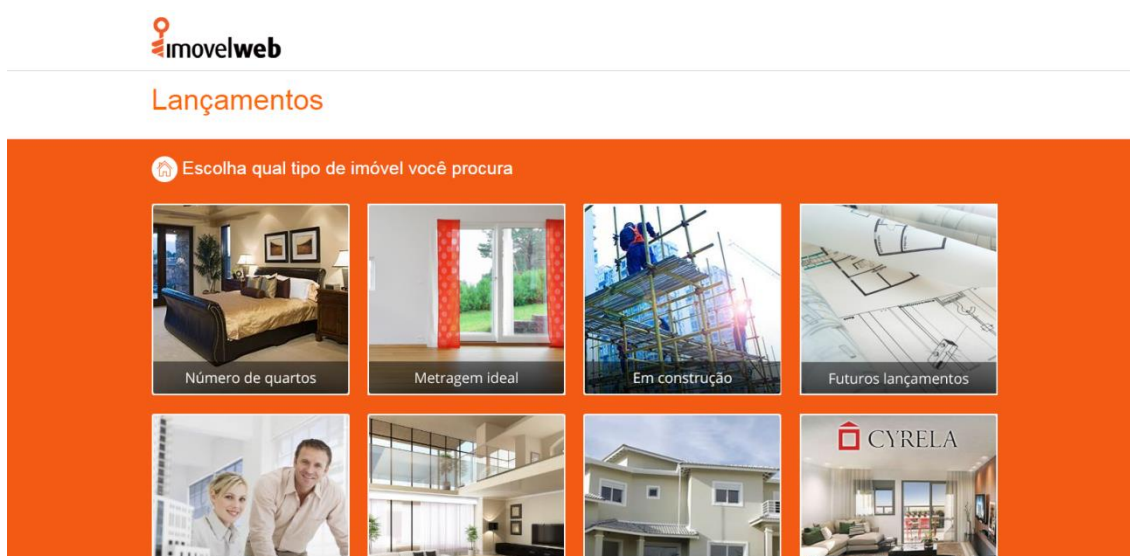 imovelweb
Lançamentos
Escolha qual tipo de imóvel você procura
Número de quartos
Metragem ideal
Em construção
Futuros lançamentos
CYRELA